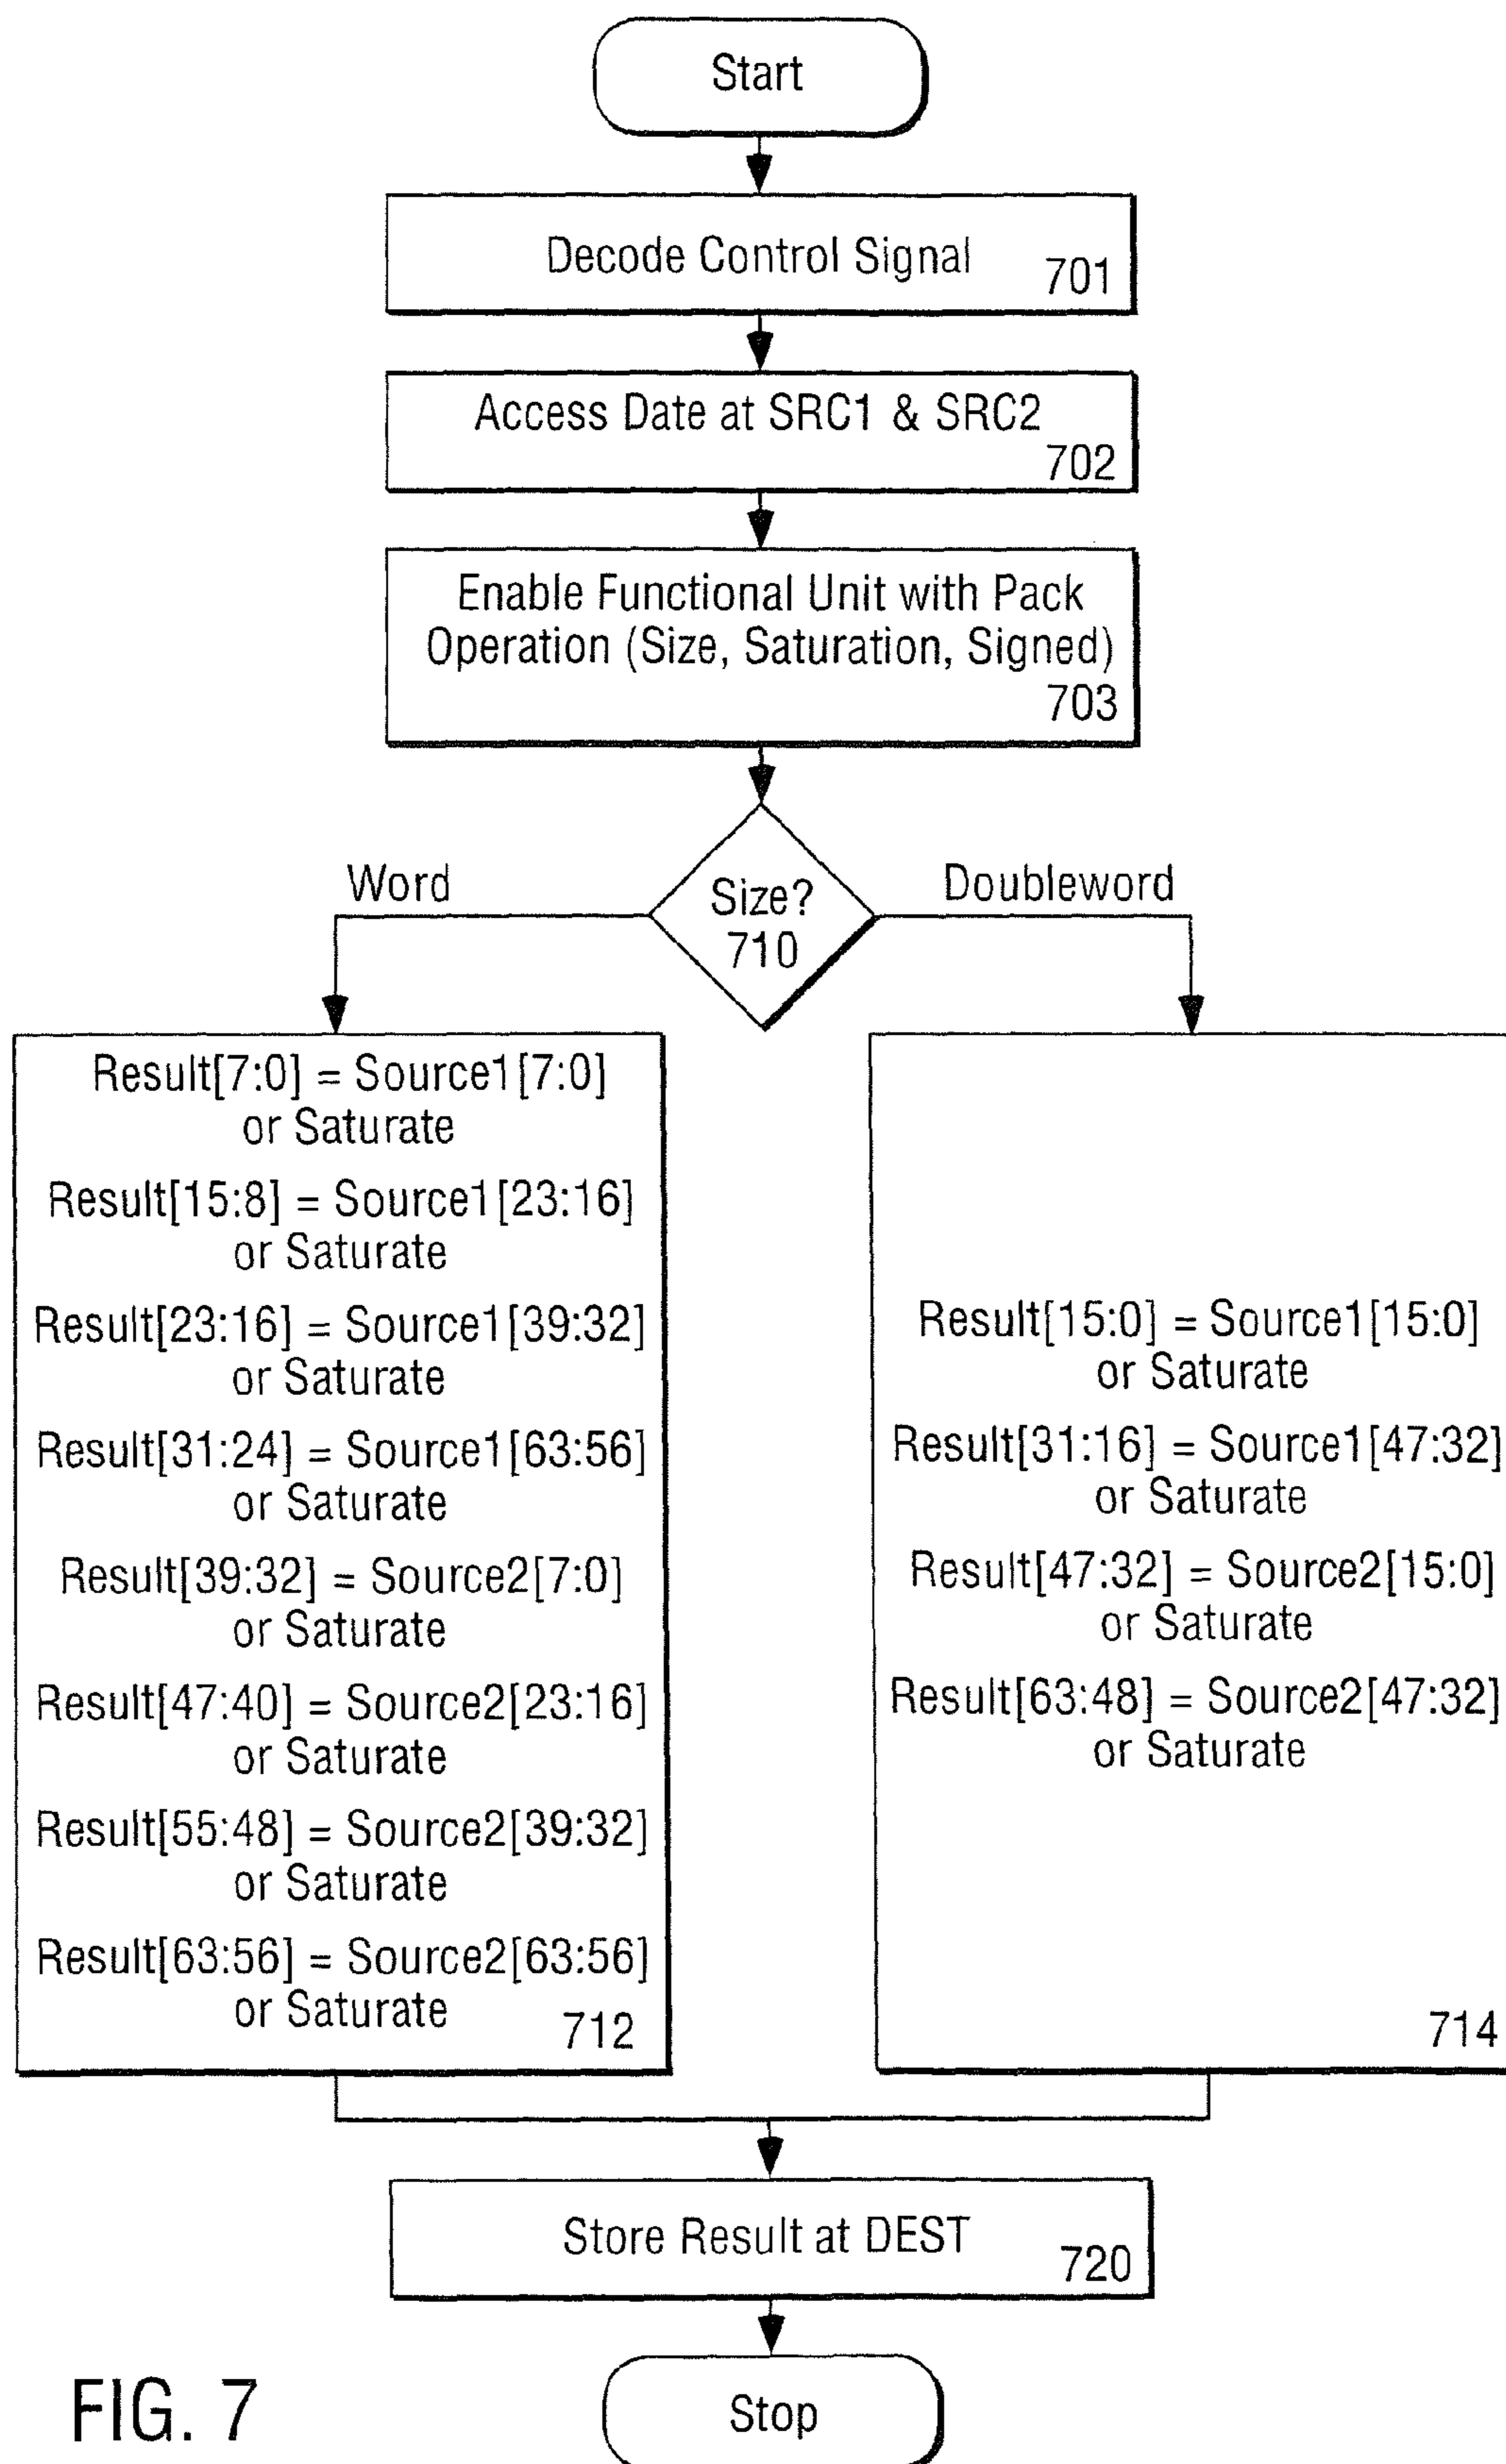 Start
Decode Control Signal
701
Access Date at SRC1 & SRC2
702
Enable Functional Unit with Pack
Operation (Size, Saturation, Signed)
703
Word
Size?
710
Doubleword
Result[7:0] = Source1[7:0]
or Saturate
Result[15:8] = Source1[23:16]
or Saturate
Result[23:16] = Source1[39:32]
or Saturate
Result[31:24] = Source1[63:56]
or Saturate
Result[39:32] = Source2[7:0]
or Saturate
Result[47:40] = Source2[23:16]
or Saturate
Result[55:48] = Source2[39:32]
or Saturate
Result[63:56] = Source2[63:56]
or Saturate
712
Result[15:0] = Source1[15:0]
or Saturate
Result[31:16] = Source1[47:32]
or Saturate
Result[47:32] = Source2[15:0]
or Saturate
Result[63:48] = Source2[47:32]
or Saturate
714
Store Result at DEST
720
Stop
FIG. 7